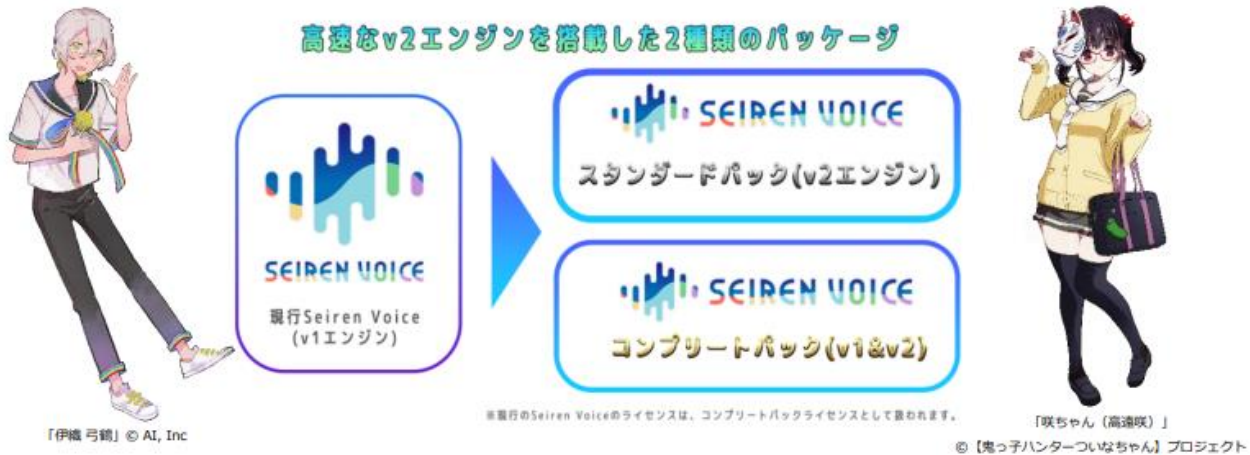 高速なv2エンジンを搭載した2種類のパッケージ
SEIREN VOICE
現行Seiren Voice
(v1エンジン)
SEIREN VOICE
スタンダードパック(v2エンジン)
SEIREN VOICE
コンプリートパック(v1&v2)
※現行のSeiren Voiceのライセンスは、コンプリートパックライセンスとして扱われます。
「伊織 弓鶴」© AI, Inc
「咲ちゃん（高遠咲）」
©【鬼っ子ハンターついなちゃん】プロジェクト